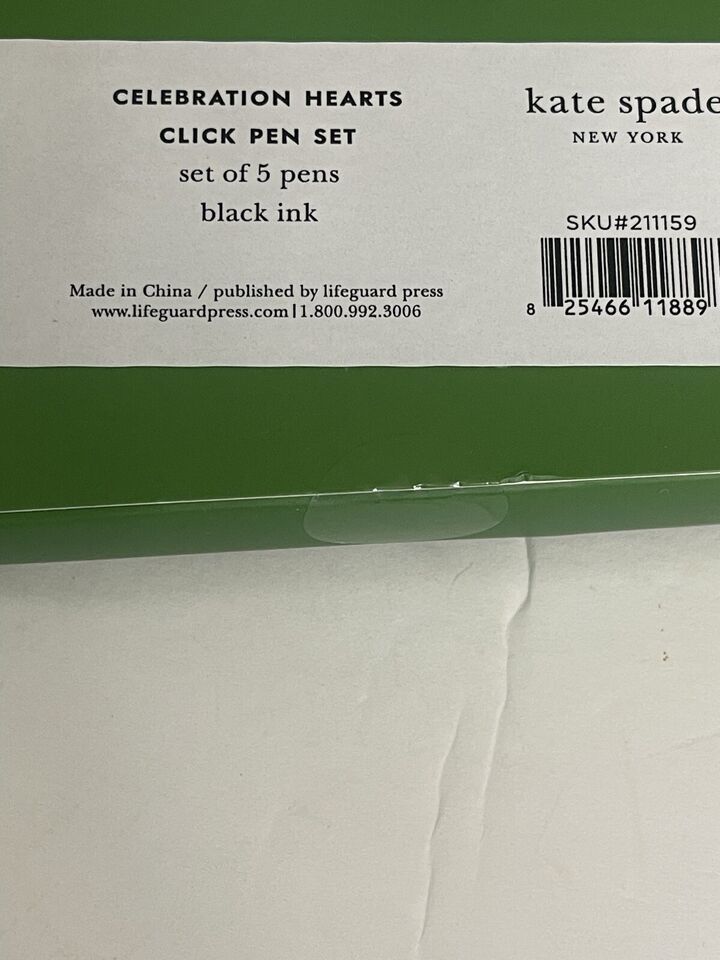 CELEBRATION HEARTS
CLICK PEN SET
set of 5 pens
black ink
Made in China / published by lifeguard press
www.lifeguardpress.com | 1.800.992.3006
kate spade
NEW YORK
SKU#211159
8 25466 11889